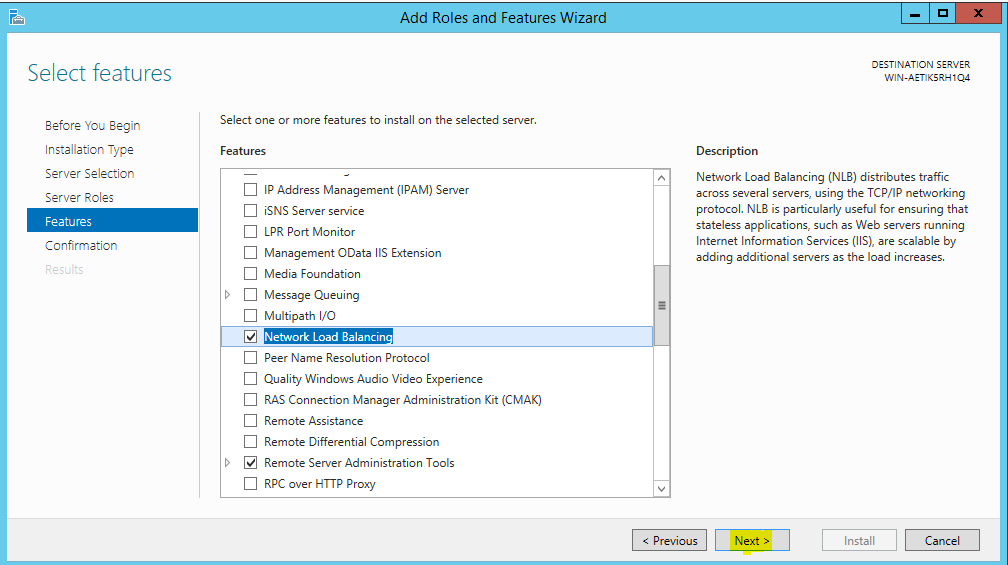 Add Roles and Features Wizard
Select features
DESTINATION SERVER
WIN-AETIK5RH1Q4
Before You Begin
Installation Type
Server Selection
Server Roles
Features
Confirmation
Results
Select one or more features to install on the selected server.
Features
IP Address Management (IPAM) Server
iSNS Server service
LPR Port Monitor
Management OData IIS Extension
Media Foundation
Message Queuing
Multipath I/O
Network Load Balancing
Peer Name Resolution Protocol
Quality Windows Audio Video Experience
RAS Connection Manager Administration Kit (CMAK)
Remote Assistance
Remote Differential Compression
Remote Server Administration Tools
RPC over HTTP Proxy
Description
Network Load Balancing (NLB) distributes traffic
across several servers, using the TCP/IP networking
protocol. NLB is particularly useful for ensuring that
stateless applications, such as Web servers running
Internet Information Services (IIS), are scalable by
adding additional servers as the load increases.
< Previous
Next >
Install
Cancel